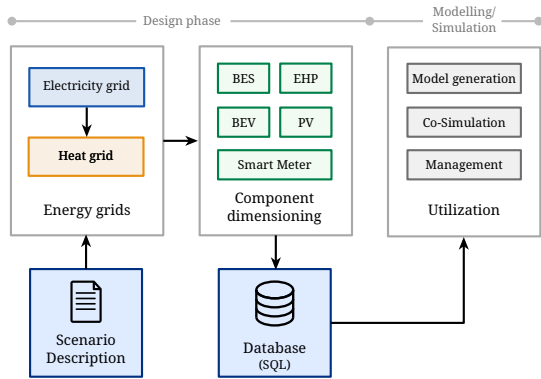 Design phase
Modelling/
Simulation
Electricity grid
Heat grid
Energy grids
BES
EHP
BEV
PV
Smart Meter
Component
dimensioning
Model generation
Co-Simulation
Management
Utilization
Scenario
Description
Database
(SQL)